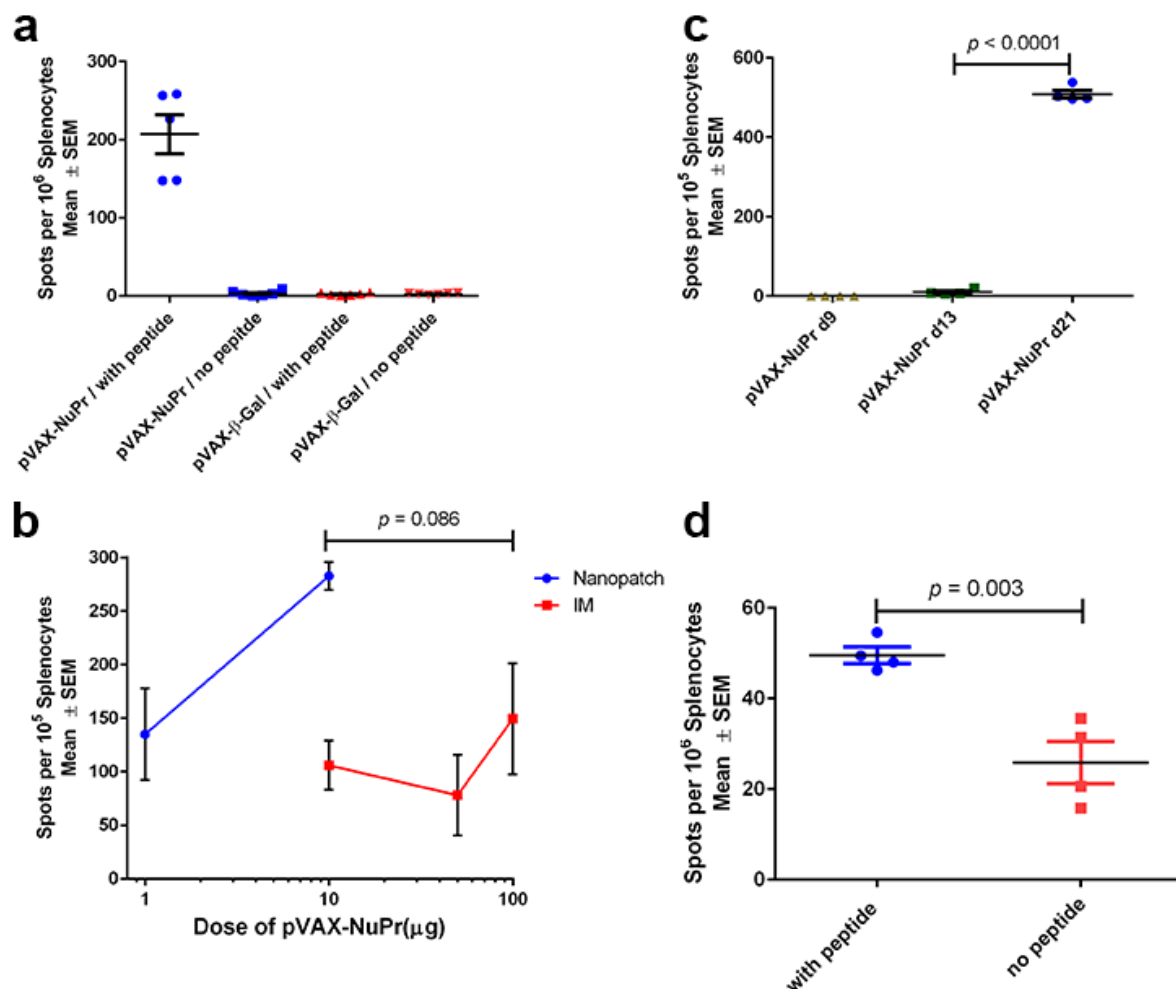 a
300
200
100
0
Spots per 10⁶ Splenocytes
Mean ± SEM
pVAX-NuPr / with peptide
pVAX-NuPr / no pepitde
pVAX-β-Gal / with peptide
pVAX-β-Gal / no peptide
c
p < 0.0001
600
400
200
0
Spots per 10⁵ Splenocytes
Mean ± SEM
pVAX-NuPr d9
pVAX-NuPr d13
pVAX-NuPr d21
b
p = 0.086
300
250
200
150
100
50
0
Spots per 10⁵ Splenocytes
Mean ± SEM
1
10
100
Dose of pVAX-NuPr(μg)
Nanopatch
IM
d
p = 0.003
60
40
20
0
Spots per 10⁶ Splenocytes
Mean ± SEM
with peptide
no peptide